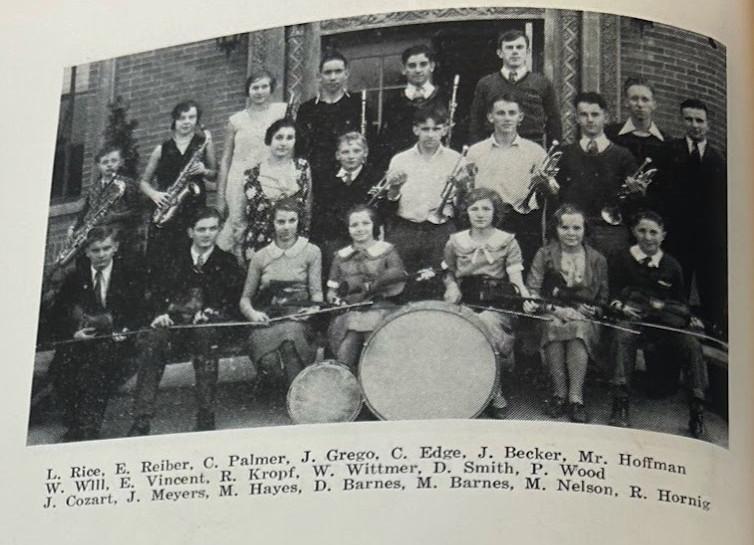 L. Rice, E. Reiber, C. Palmer, J. Grego, C. Edge, J. Becker, Mr. Hoffman
W. WIll, E. Vincent, R. Kropf, W. Wittmer, D. Smith, P. Wood
J. Cozart, J. Meyers, M. Hayes, D. Barnes, M. Barnes, M. Nelson, R. Hornig